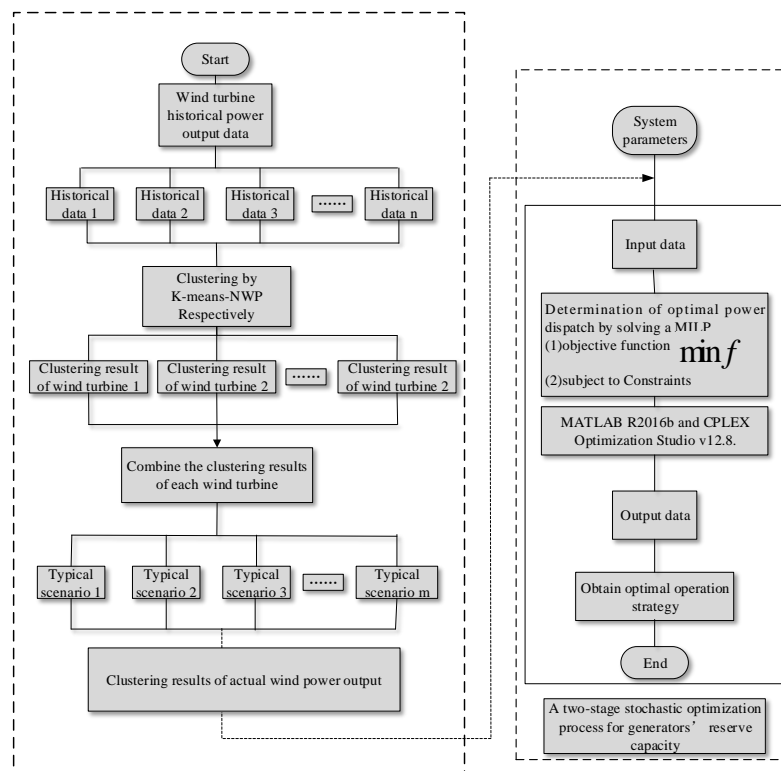 Start
Wind turbine
historical power
output data
Historical
data 1
Historical
data 2
Historical
data 3
······
Historical
data n
Clustering by
K-means-NWP
Respectively
Clustering result
of wind turbine 1
Clustering result
of wind turbine 2
······
Clustering result
of wind turbine 2
Combine the clustering results
of each wind turbine
Typical
scenario 1
Typical
scenario 2
Typical
scenario 3
······
Typical
scenario m
Clustering results of actual wind power output
System
parameters
Input data
Determination of optimal power
dispatch by solving a MILP
(1)objective function min f
(2)subject to Constraints
MATLAB R2016b and CPLEX
Optimization Studio v12.8.
Output data
Obtain optimal operation
strategy
End
A two-stage stochastic optimization
process for generators’ reserve
capacity